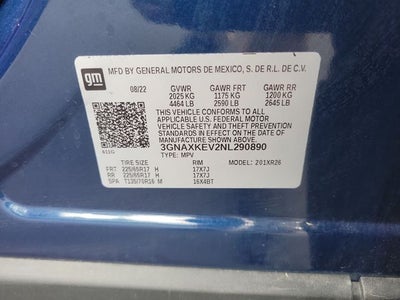 gm
MFD BY GENERAL MOTORS DE MEXICO, S. DE R.L. DE C.V.
08/22 GVWR GAWR FRT GAWR RR
2025 KG 1175 KG 1200 KG
4464 LB 2590 LB 2645 LB
THIS VEHICLE CONFORMS TO ALL
APPLICABLE U.S. FEDERAL MOTOR
VEHICLE SAFETY AND THEFT
PREVENTION STANDARDS IN EFFECT
ON THE DATE OF MANUFACTURE
SHOWN ABOVE.
3GNAXKEV2NL290890
TYPE: MPV MODEL: Z01XR26
TIRE SIZE RIM
FRT 225/65R17 H 17X7J
RR 225/65R17 H 17X7J
SPA T135/70R16 M 16X4BT